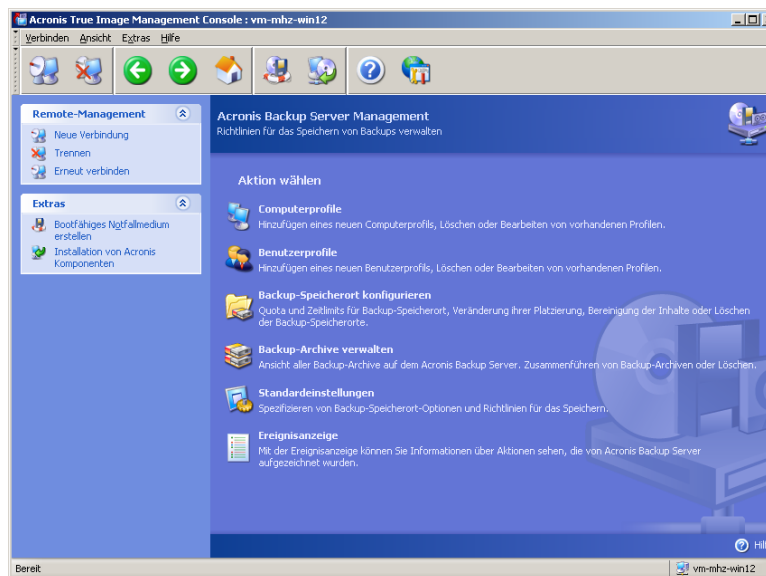 Acronis True Image Management Console : vm-mhz-win12
Verbinden Ansicht Extras Hilfe
Remote-Management
Neue Verbindung
Trennen
Erneut verbinden
Extras
Bootfähiges Notfallmedium
erstellen
Installation von Acronis
Komponenten
Acronis Backup Server Management
Richtlinien für das Speichern von Backups verwalten
Aktion wählen
Computerprofile
Hinzufügen eines neuen Computerprofils, Löschen oder Bearbeiten von vorhandenen Profilen.
Benutzerprofile
Hinzufügen eines neuen Benutzerprofils, Löschen oder Bearbeiten von vorhandenen Profilen.
Backup-Speicherort konfigurieren
Quota und Zeitlimits für Backup-Speicherort, Veränderung ihrer Platzierung, Bereinigung der Inhalte oder Löschen
der Backup-Speicherorte.
Backup-Archive verwalten
Ansicht aller Backup-Archive auf dem Acronis Backup Server. Zusammenführen von Backup-Archiven oder Löschen.
Standardeinstellungen
Spezifizieren von Backup-Speicherort-Optionen und Richtlinien für das Speichern.
Ereignisanzeige
Mit der Ereignisanzeige können Sie Informationen über Aktionen sehen, die von Acronis Backup Server
aufgezeichnet wurden.
Bereit
vm-mhz-win12